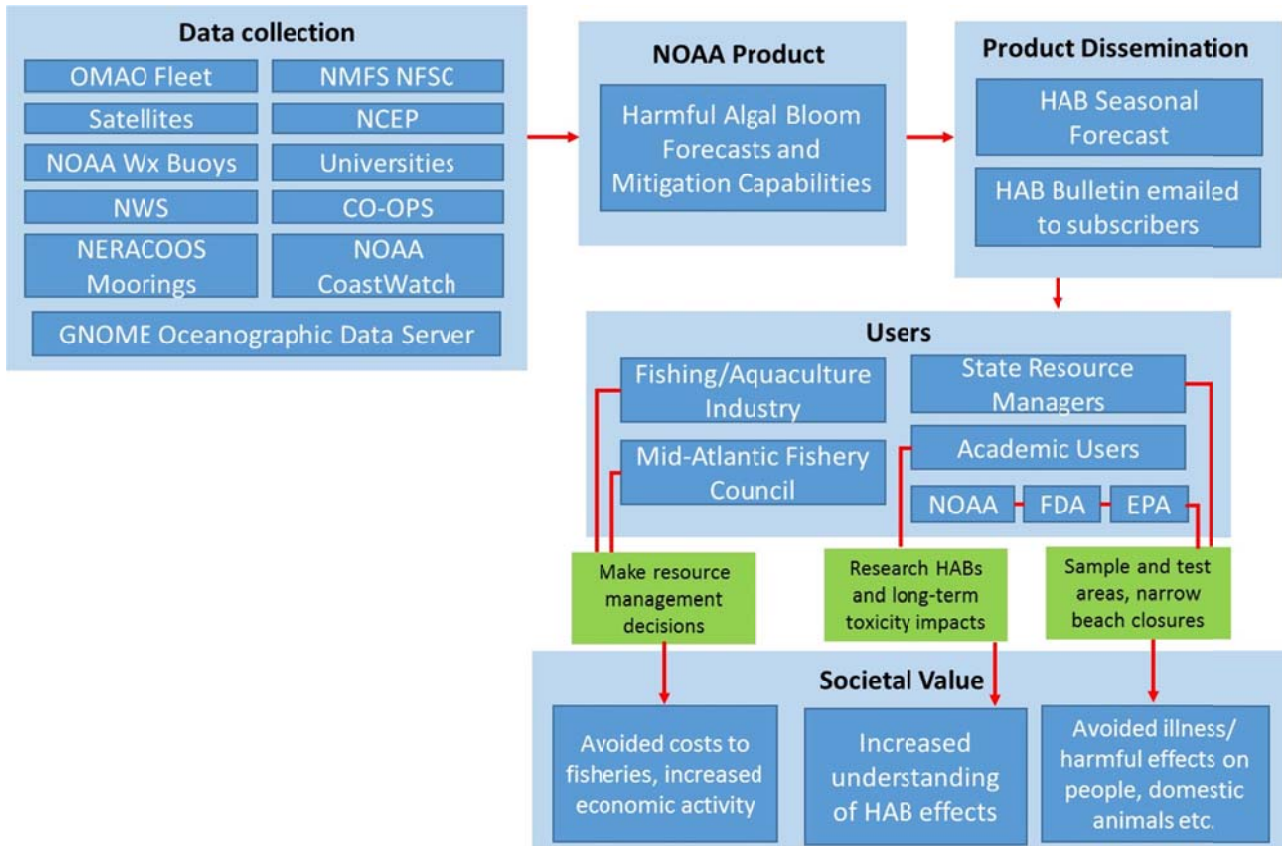 Data collection
OMAO Fleet
NMFS NFSC
Satellites
NCEP
NOAA Wx Buoys
Universities
NWS
CO-OPS
NERACOOS
Moorings
NOAA
CoastWatch
GNOME Oceanographic Data Server
NOAA Product
Harmful Algal Bloom
Forecasts and
Mitigation Capabilities
Product Dissemination
HAB Seasonal
Forecast
HAB Bulletin emailed
to subscribers
Users
Fishing/Aquaculture
Industry
State Resource
Managers
Mid-Atlantic Fishery
Council
Academic Users
NOAA
FDA
EPA
Make resource
management
decisions
Research HABs
and long-term
toxicity impacts
Sample and test
areas, narrow
beach closures
Societal Value
Avoided costs to
fisheries, increased
economic activity
Increased
understanding
of HAB effects
Avoided illness/
harmful effects on
people, domestic
animals etc.